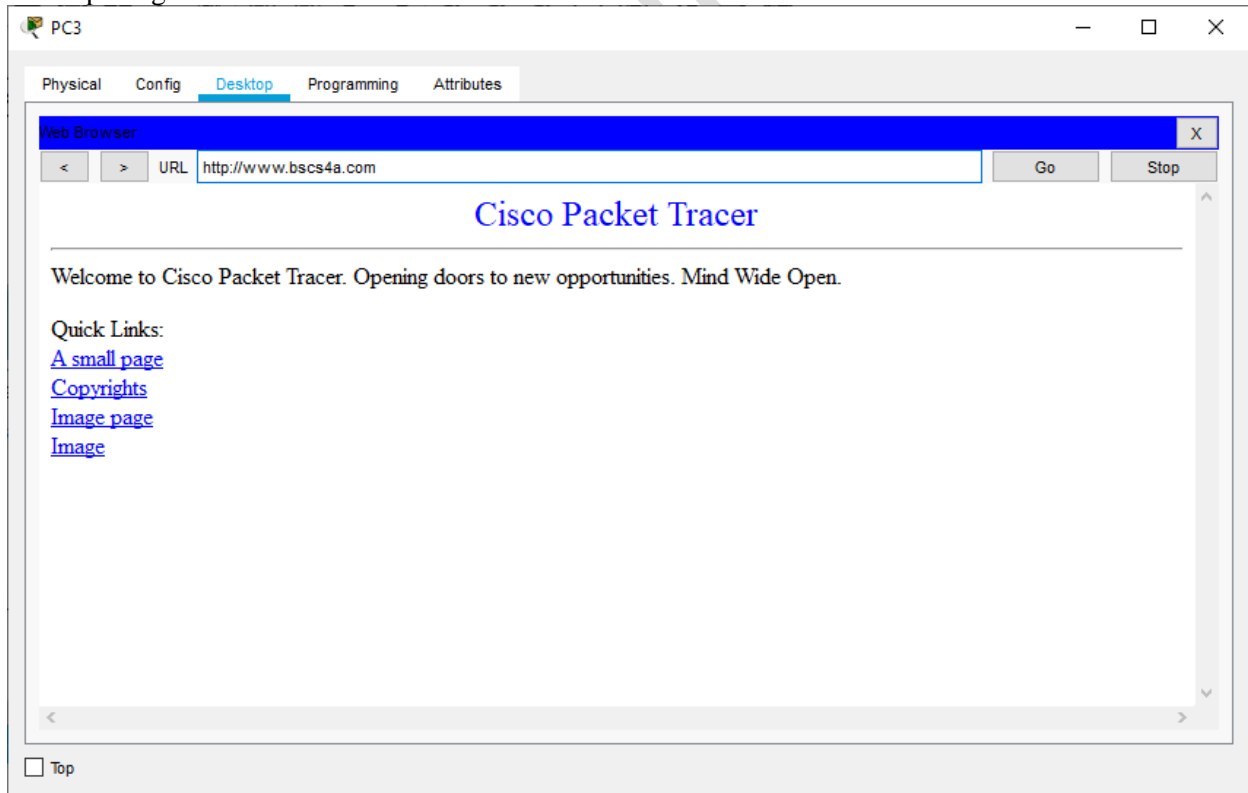 PC3
Physical Config Desktop Programming Attributes
Web Browser
X
< > URL http://www.bscs4a.com Go Stop
Cisco Packet Tracer
Welcome to Cisco Packet Tracer. Opening doors to new opportunities. Mind Wide Open.
Quick Links:
A small page
Copyrights
Image page
Image
Top